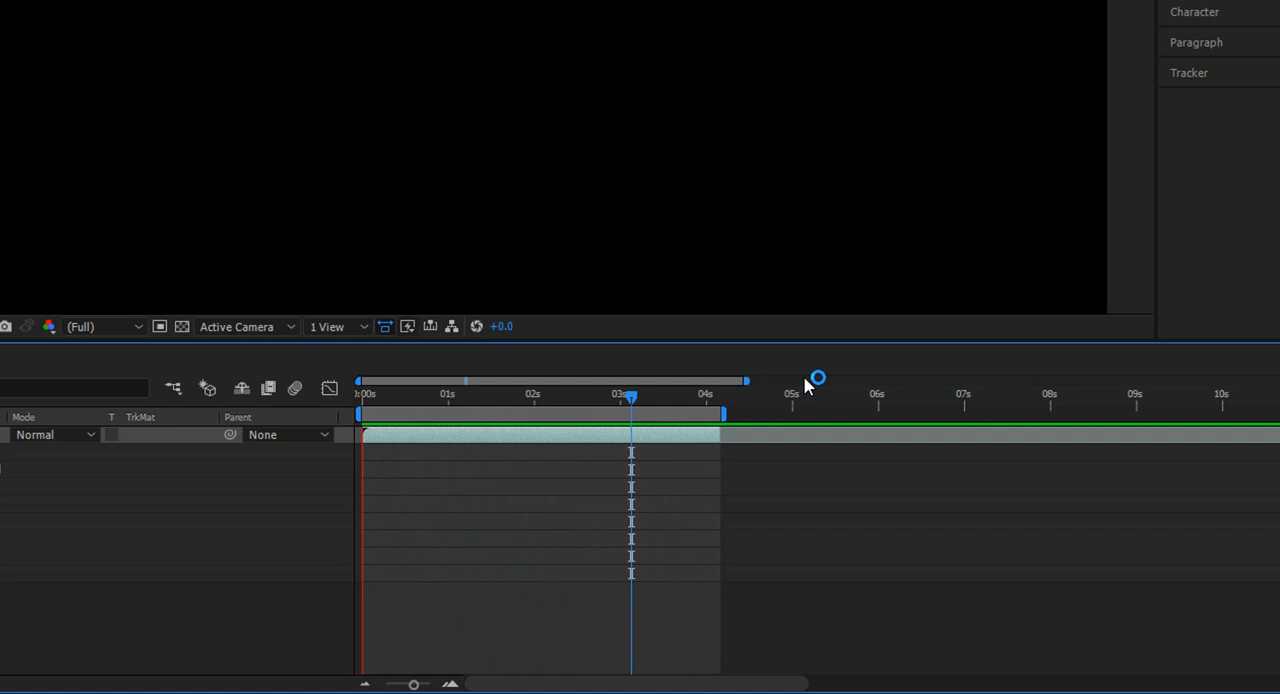 Character
Paragraph
Tracker
(Full) Active Camera 1 View +0.0
:00s 01s 02s 03s 04s 05s 06s 07s 08s 09s 10s
Mode T TrkMat Parent
Normal None